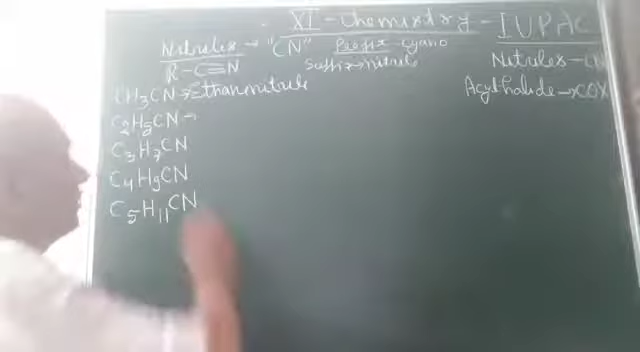 XI - Chemistry - IUPAC
Nitriles → "CN" Prefix cyano
Suffix → nitrile
R-C≡N
Nitriles - CN
Acyl halide → COX
CH3CN → Ethanenitrile
C2H5CN →
C3H7CN
C4H9CN
C5H11CN